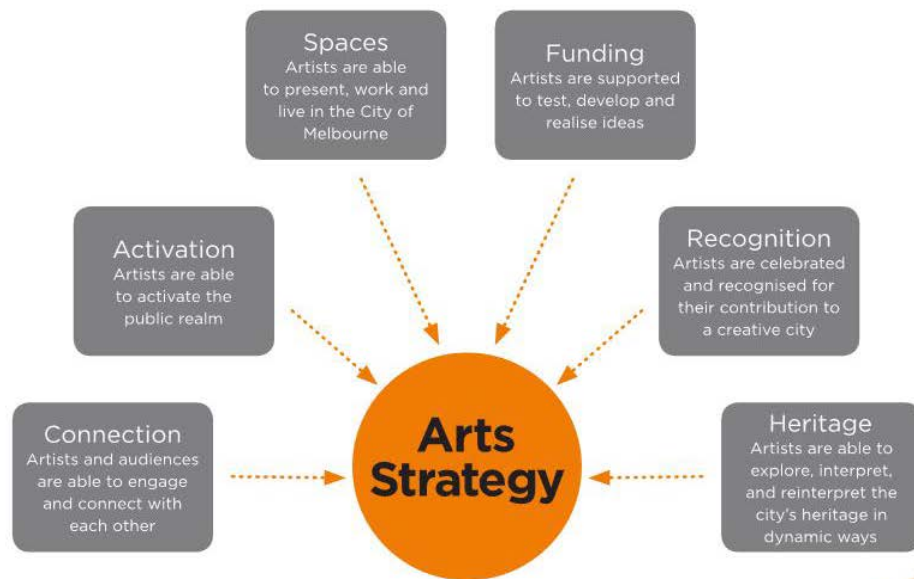 Spaces
Artists are able
to present, work and
live in the City of
Melbourne
Funding
Artists are supported
to test, develop and
realise ideas
Activation
Artists are able
to activate the
public realm
Recognition
Artists are celebrated
and recognised for
their contribution to
a creative city
Connection
Artists and audiences
are able to engage
and connect with
each other
Arts
Strategy
Heritage
Artists are able to
explore, interpret,
and reinterpret the
city's heritage in
dynamic ways